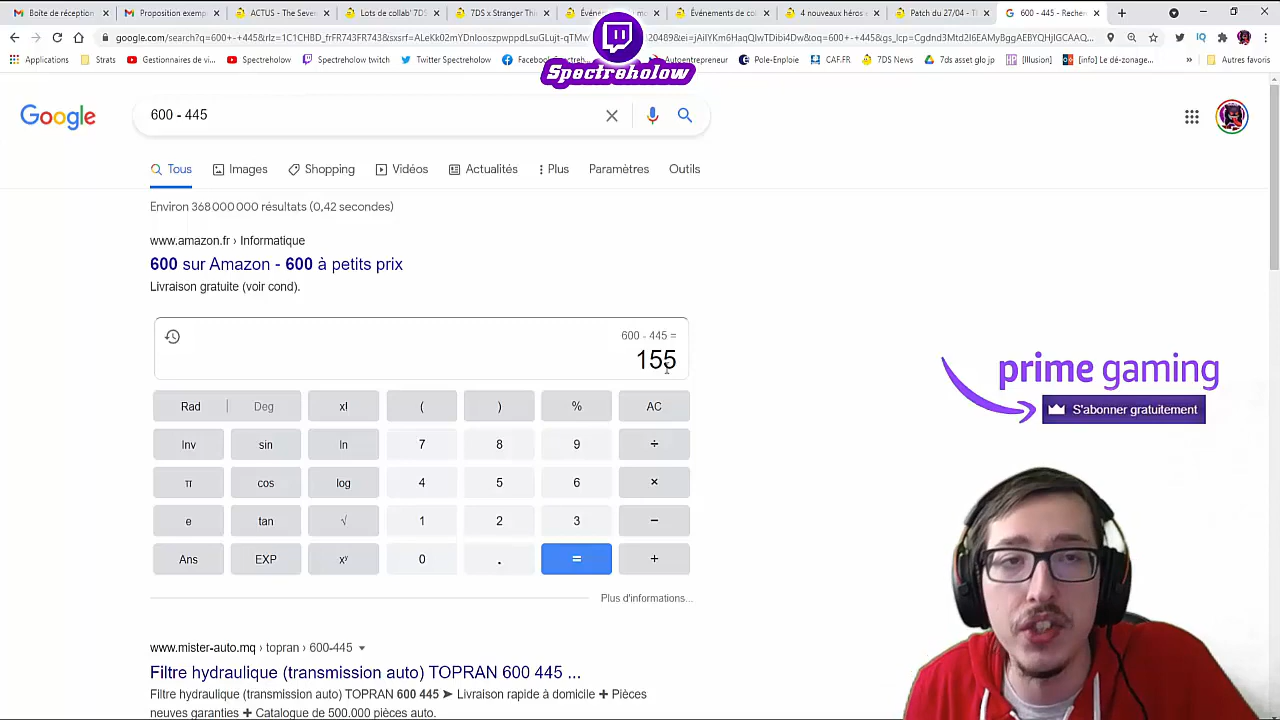 Boîte de réception
Proposition exemp
ACTUS - The Seve
Lots de collab' 7DS
7DS x Stranger Thi
Événements de co
4 nouveaux héros
Patch du 27/04 - Th
600 - 445 - Reche
Applications
Strats
Gestionnaire de pr
Spectreholow
Spectreholow Twitch
Twitter Spectreholow
Autoentrepreneur
Pole-Emploie
CAF.FR
7DS News
7ds asset glo jp
[Illusion]
[info] Le dé-zonage...
»
Autres favoris
Spectreholow
Google
600 - 445
Tous
Images
Shopping
Vidéos
Actualités
Plus
Paramètres
Outils
Environ 368 000 000 résultats (0,42 secondes)
www.amazon.fr › Informatique
600 sur Amazon - 600 à petits prix
Livraison gratuite (voir cond).
600 - 445 =
155
Rad | Deg x! ( ) % AC
Inv sin ln 7 8 9 ÷
π cos log 4 5 6 ×
e tan √ 1 2 3 −
Ans EXP xʸ 0 . = +
Plus d'informations...
www.mister-auto.mq › topran › 600-445
Filtre hydraulique (transmission auto) TOPRAN 600 445 ...
Filtre hydraulique (transmission auto) TOPRAN 600 445 ➤ Livraison rapide à domicile ✚ Pièces
neuves garanties ✚ Catalogue de 500.000 pièces auto.
prime gaming
S'abonner gratuitement